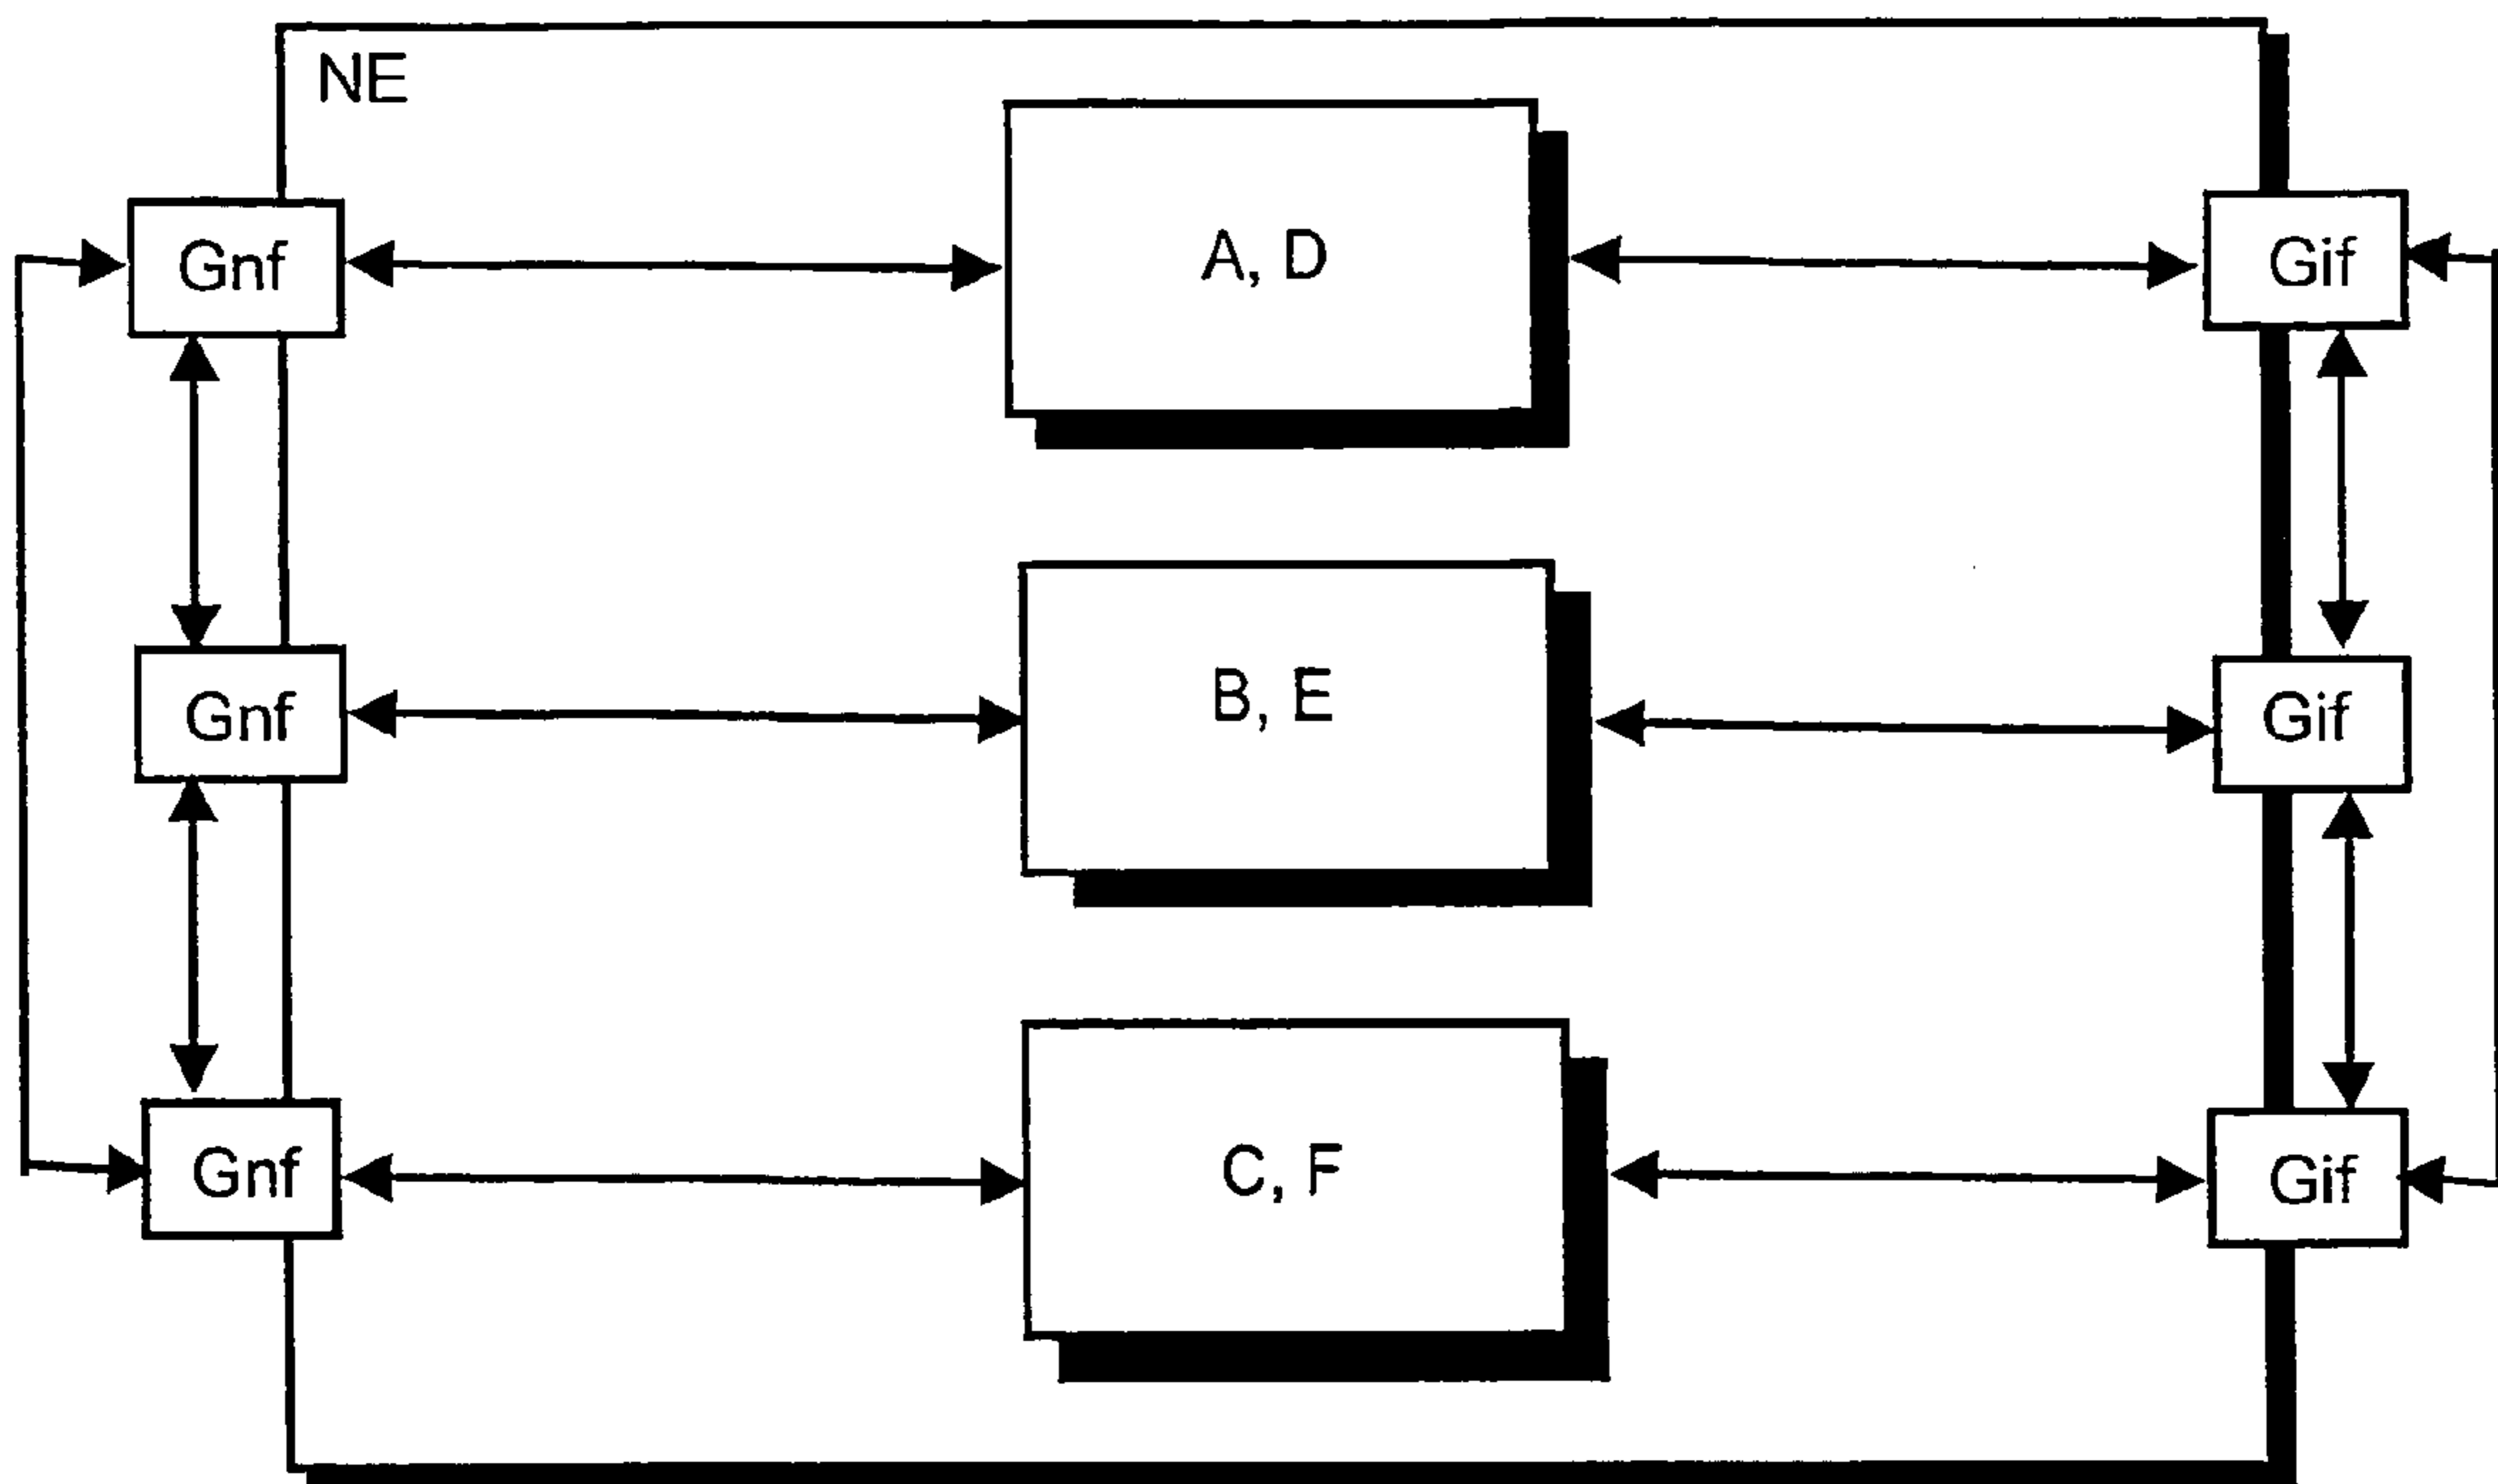 NE
Gnf
A, D
Gif
Gnf
B, E
Gif
Gnf
C, F
Gif